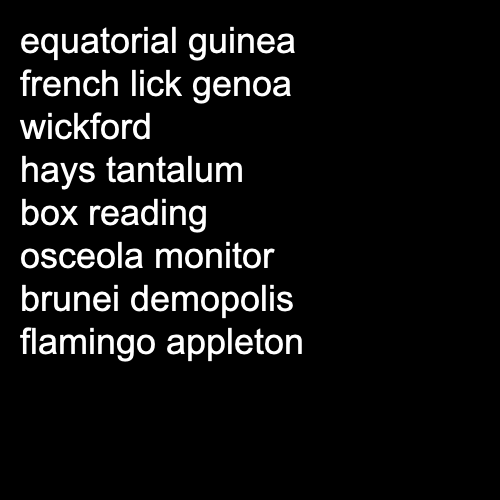 equatorial guinea
french lick genoa
wickford
hays tantalum
box reading
osceola monitor
brunei demopolis
flamingo appleton